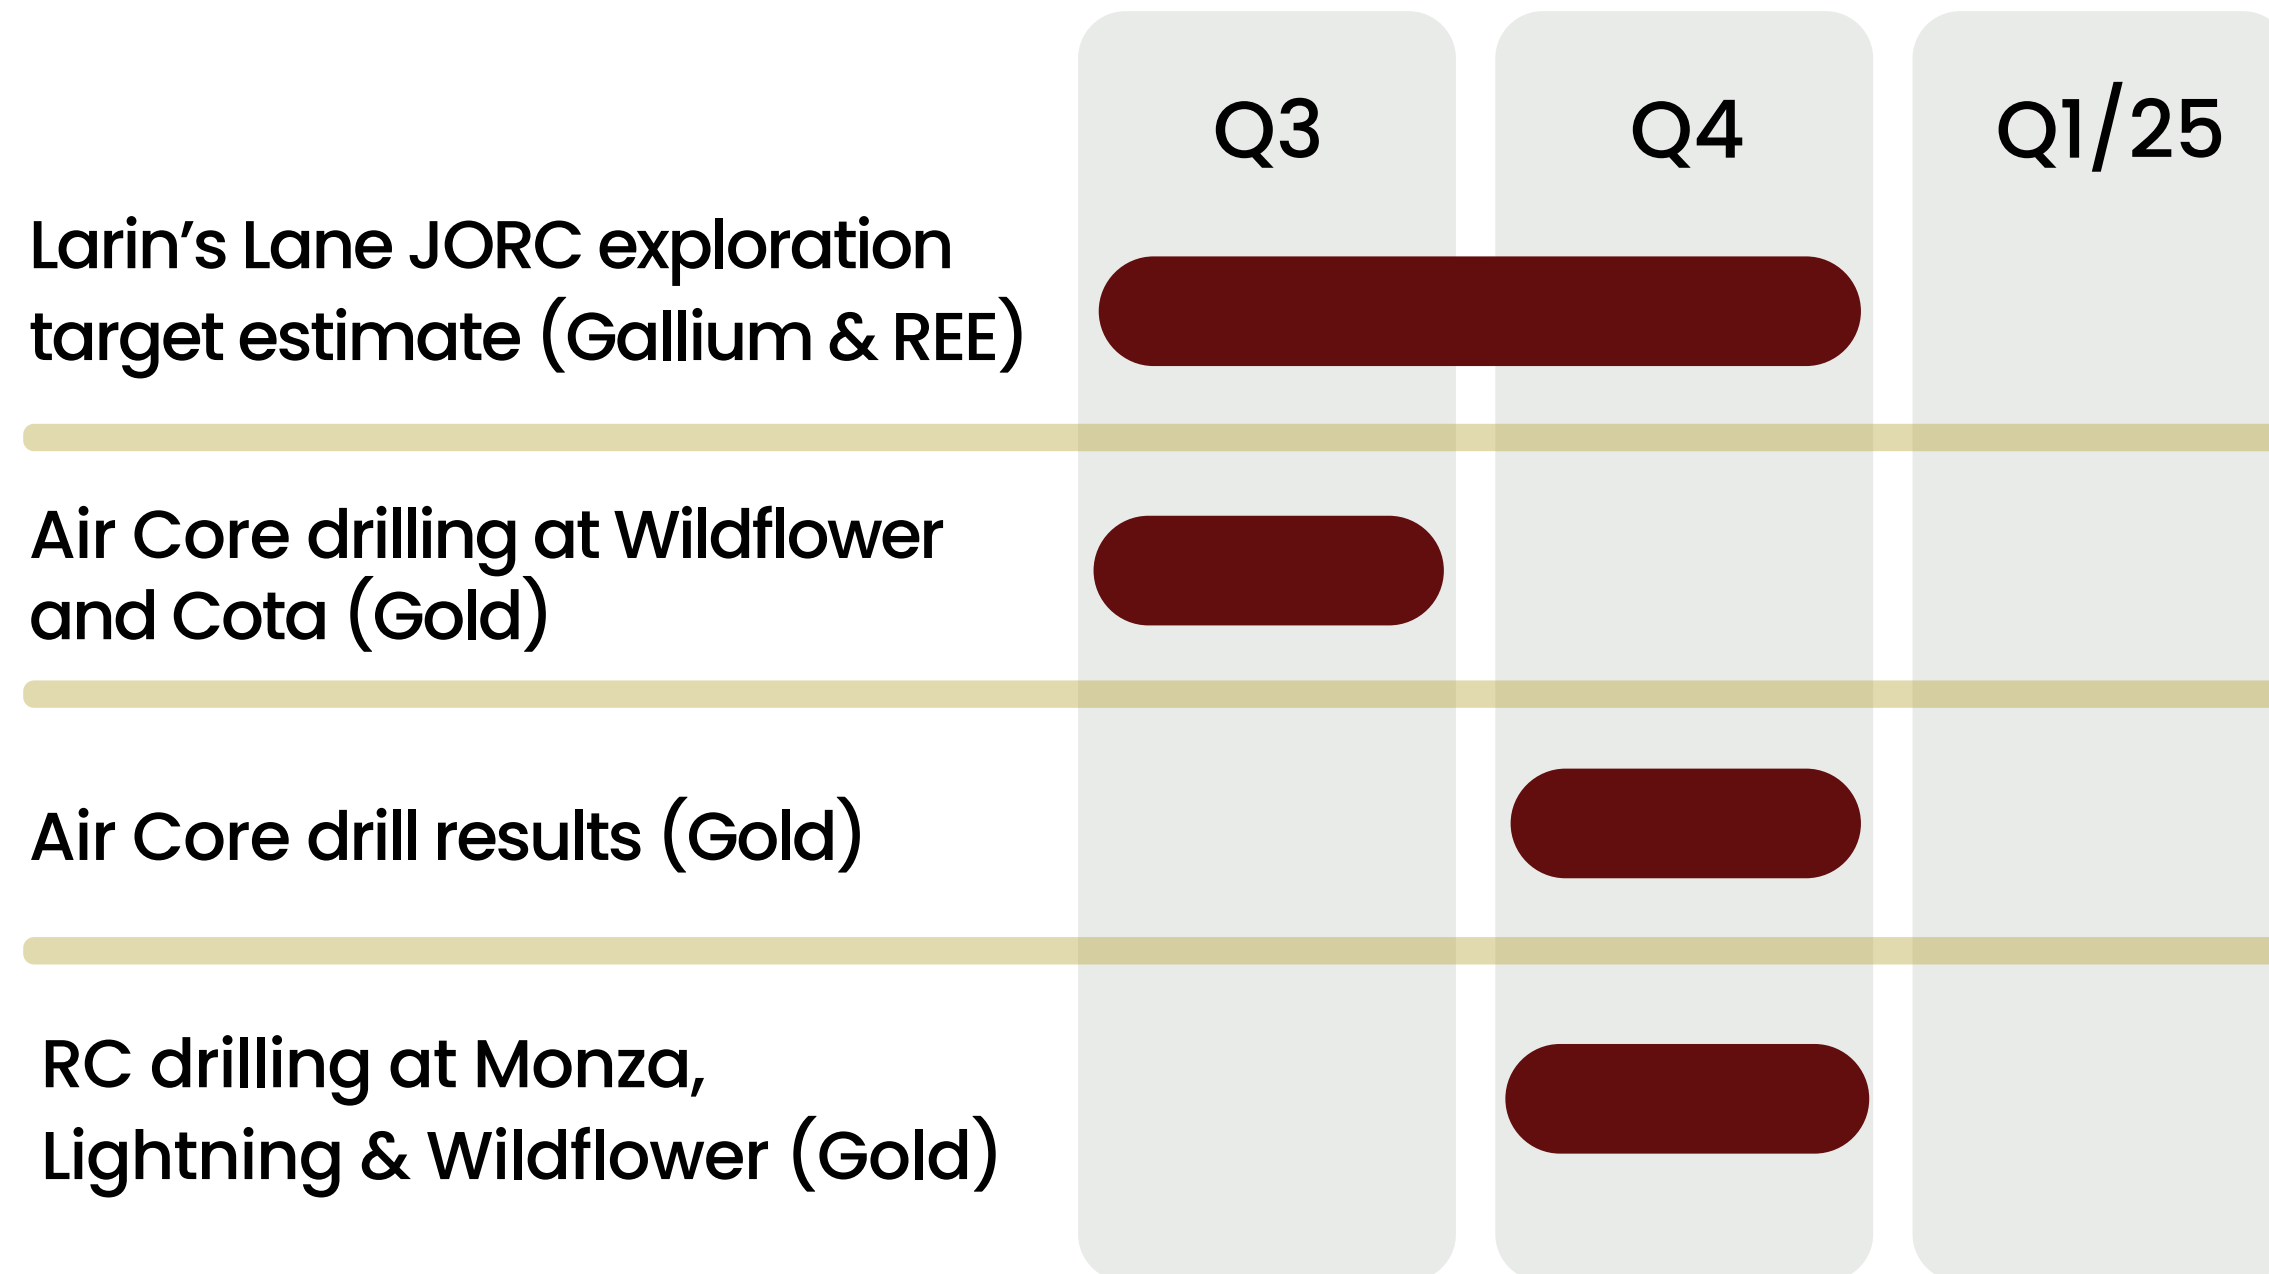 Q3 Q4 Q1/25
Larin’s Lane JORC exploration
target estimate (Gallium & REE)
Air Core drilling at Wildflower
and Cota (Gold)
Air Core drill results (Gold)
RC drilling at Monza,
Lightning & Wildflower (Gold)